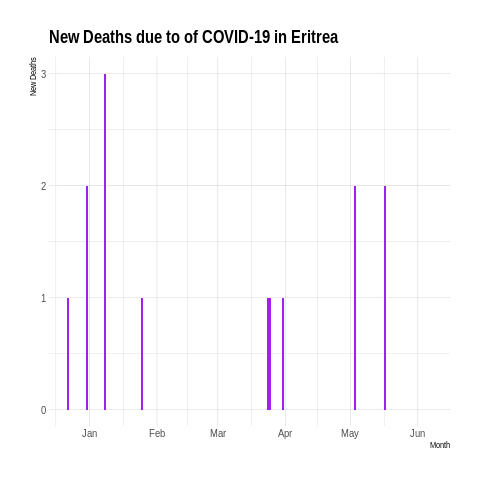 New Deaths due to of COVID-19 in Eritrea
New Deaths
3
2
1
0
Jan Feb Mar Apr May Jun
Month